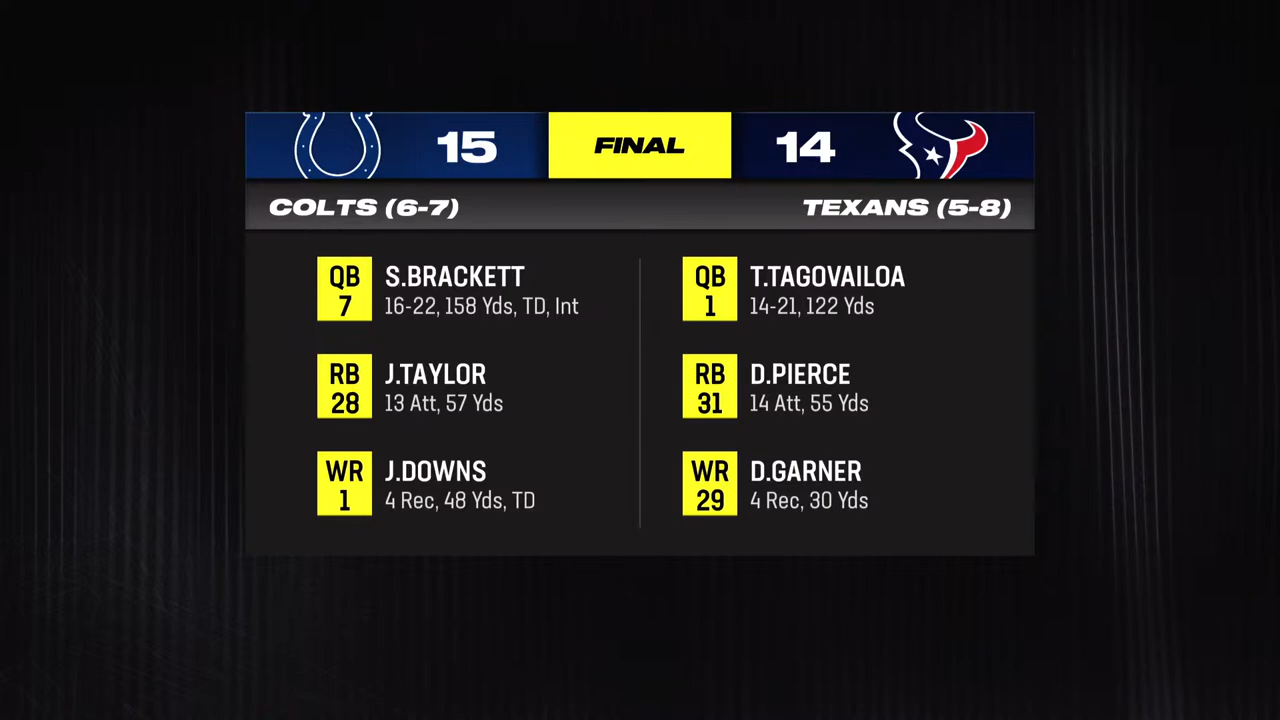 15 FINAL 14
COLTS (6-7) TEXANS (5-8)
QB 7 S.BRACKETT
16-22, 158 Yds, TD, Int
RB 28 J.TAYLOR
13 Att, 57 Yds
WR 1 J.DOWNS
4 Rec, 48 Yds, TD
QB 1 T.TAGOVAILOA
14-21, 122 Yds
RB 31 D.PIERCE
14 Att, 55 Yds
WR 29 D.GARNER
4 Rec, 30 Yds